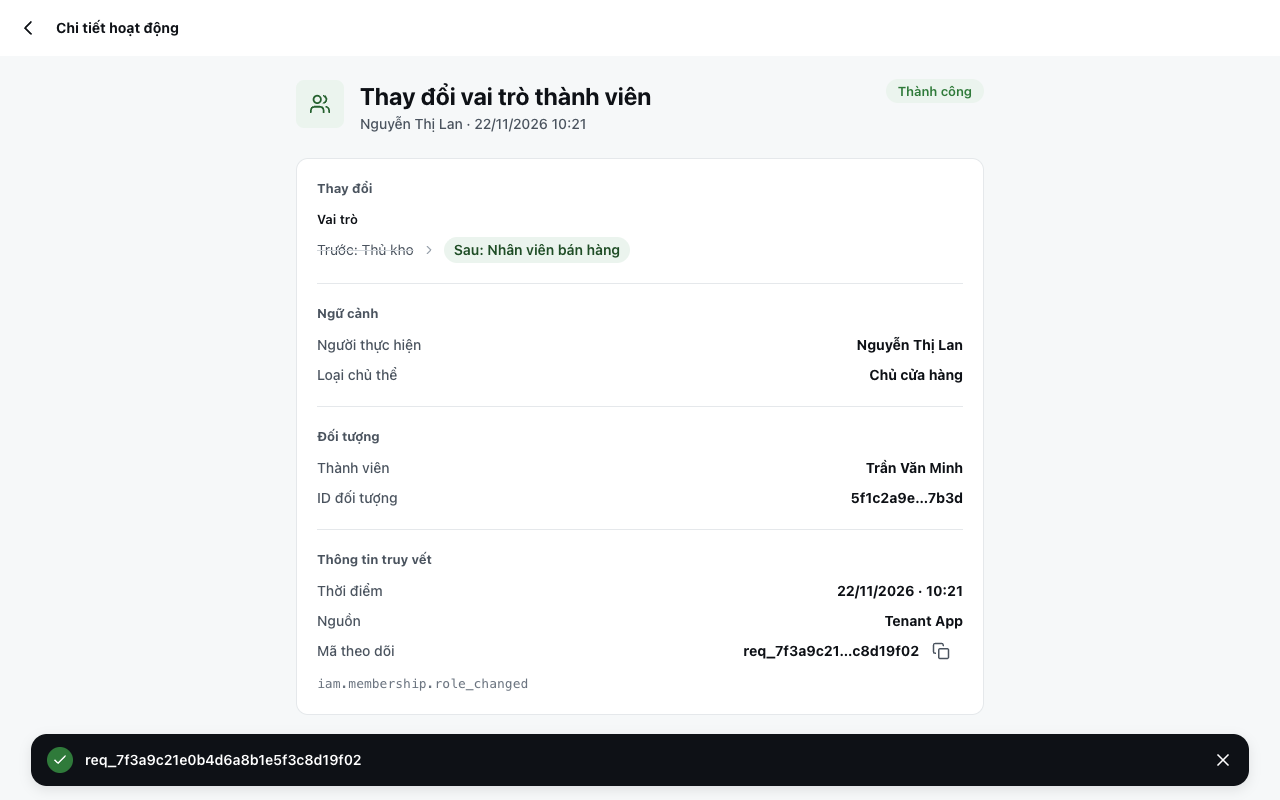 Chi tiết hoạt động
Thay đổi vai trò thành viên
Thành công
Nguyễn Thị Lan · 22/11/2026 10:21
Thay đổi
Vai trò
Trước: Thủ kho
Sau: Nhân viên bán hàng
Ngữ cảnh
Người thực hiện
Nguyễn Thị Lan
Loại chủ thể
Chủ cửa hàng
Đối tượng
Thành viên
Trần Văn Minh
ID đối tượng
5f1c2a9e...7b3d
Thông tin truy vết
Thời điểm
22/11/2026 · 10:21
Nguồn
Tenant App
Mã theo dõi
req_7f3a9c21...c8d19f02
iam.membership.role_changed
req_7f3a9c21e0b4d6a8b1e5f3c8d19f02